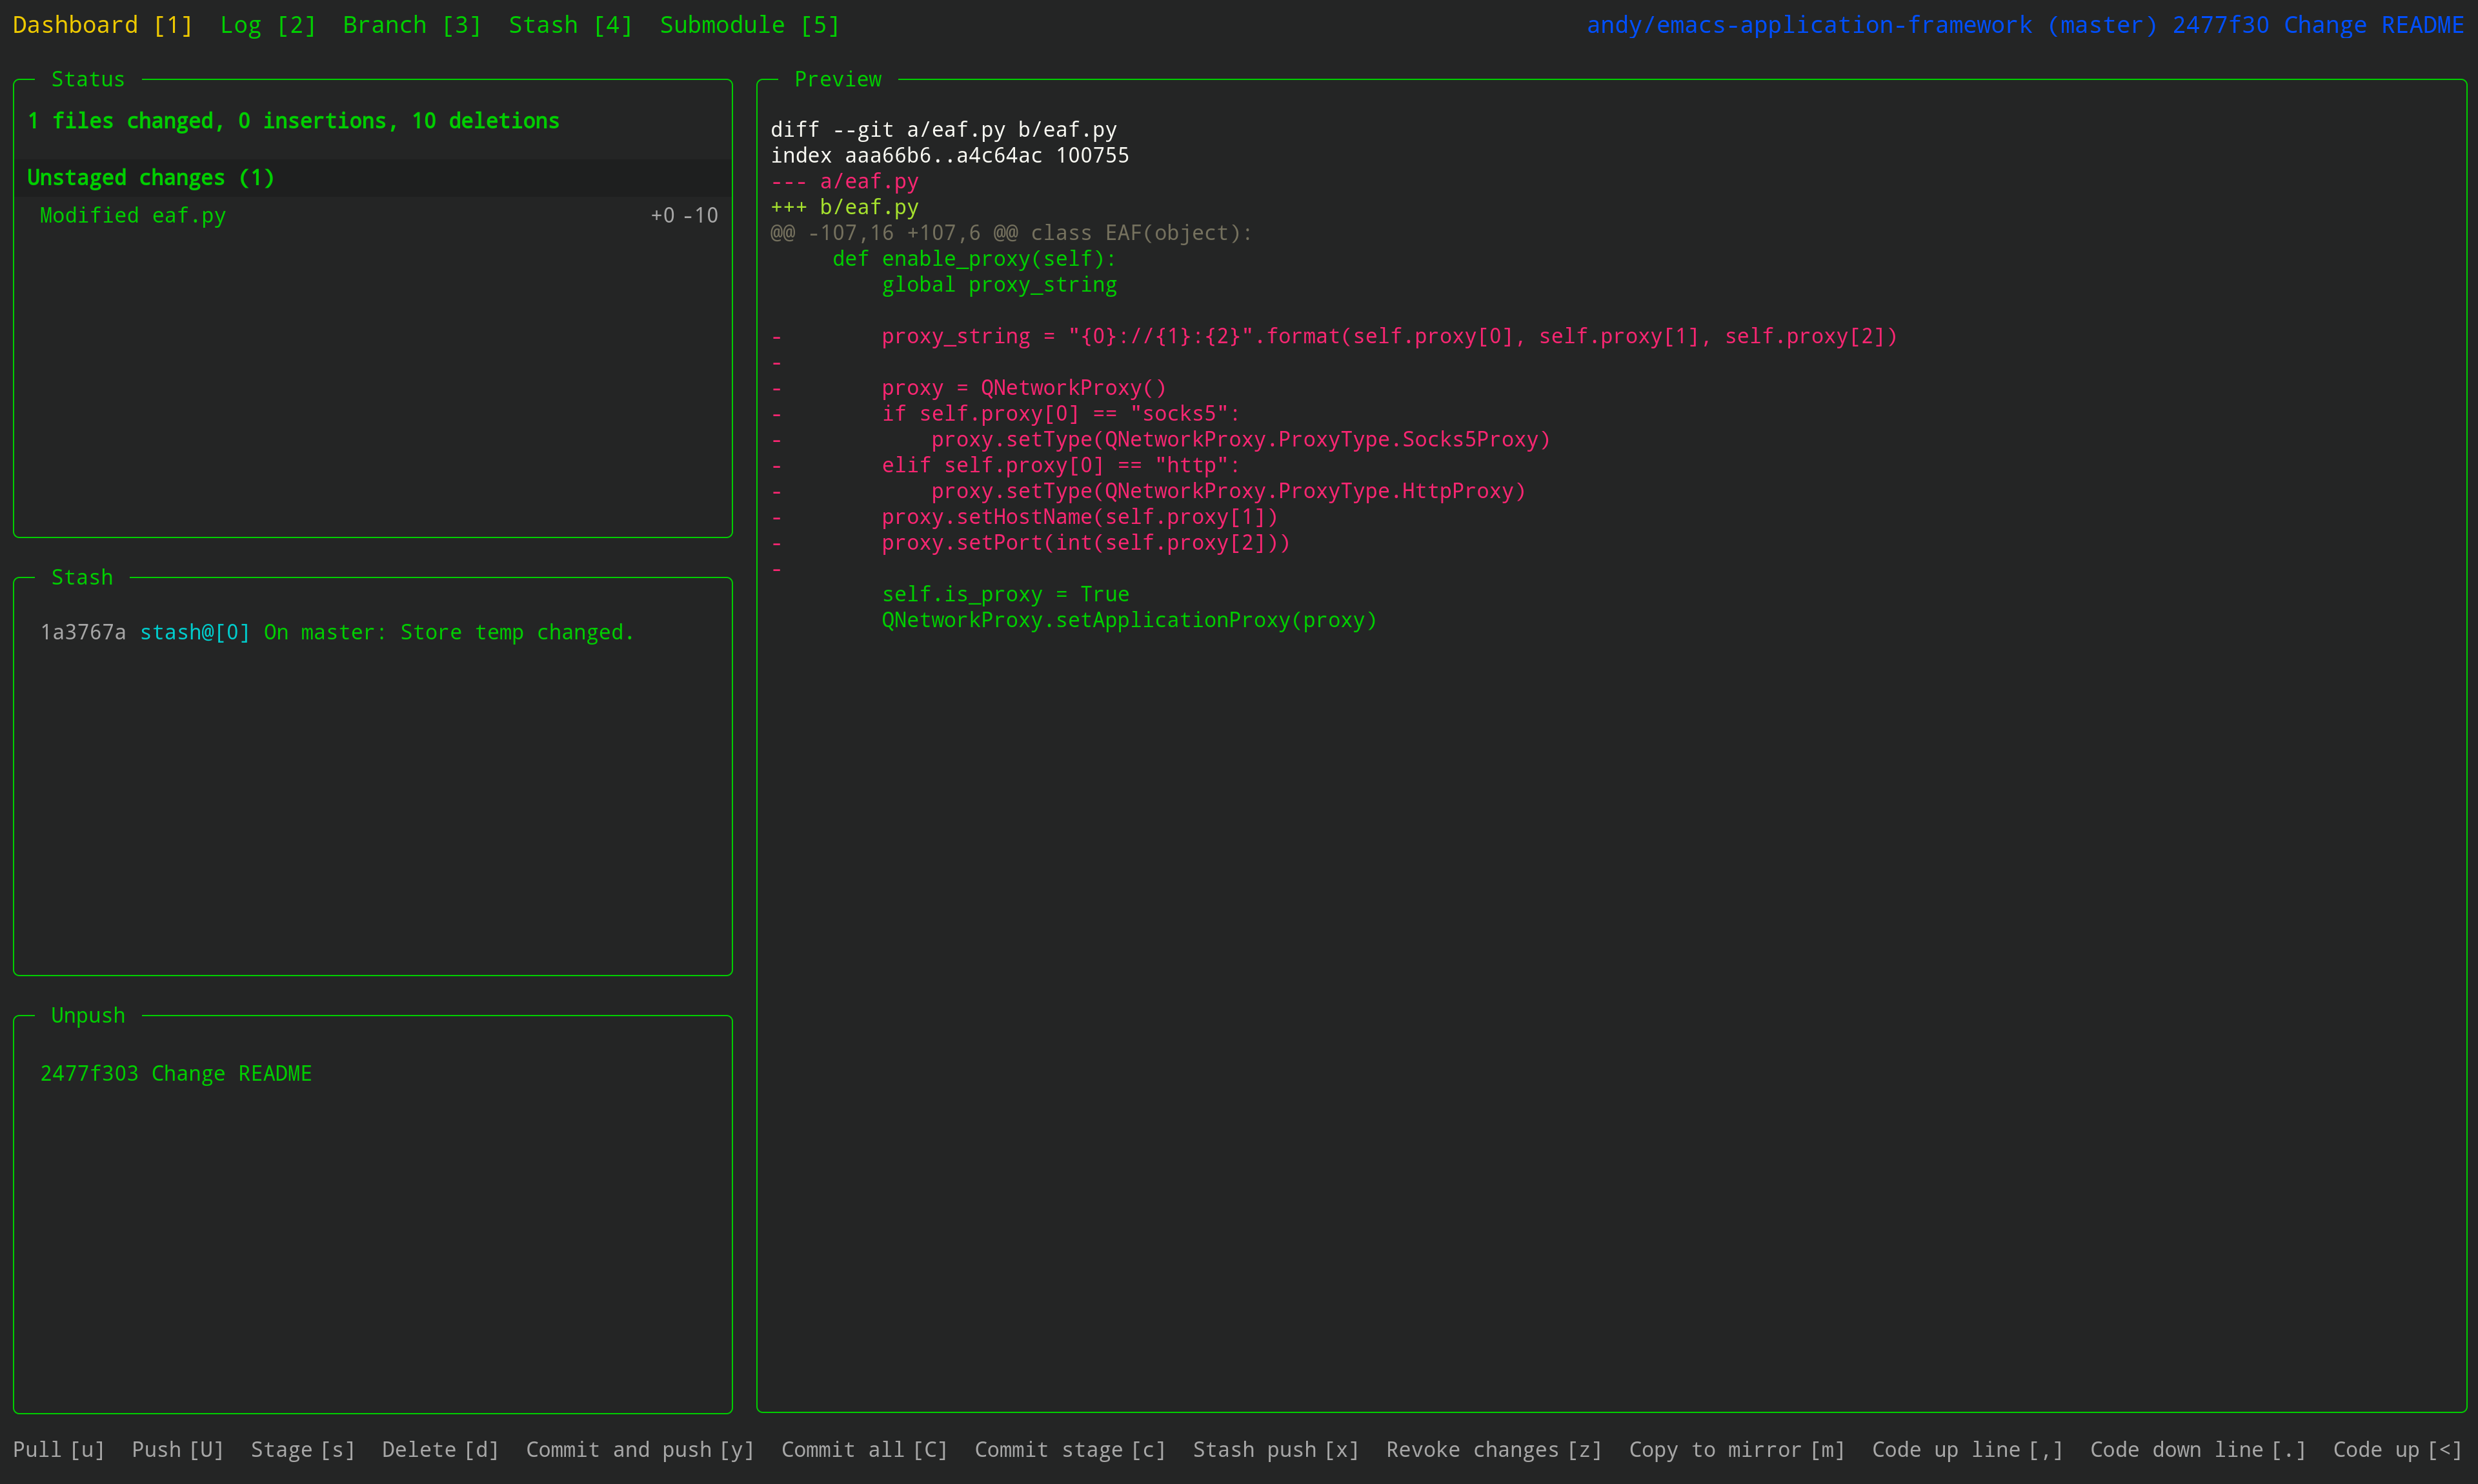 Dashboard [1] Log [2] Branch [3] Stash [4] Submodule [5] andy/emacs-application-framework (master) 2477f30 Change README
Status
1 files changed, 0 insertions, 10 deletions
Unstaged changes (1)
Modified eaf.py +0 -10
Stash
1a3767a stash@[0] On master: Store temp changed.
Unpush
2477f303 Change README
Preview
diff --git a/eaf.py b/eaf.py
index aaa66b6..a4c64ac 100755
--- a/eaf.py
+++ b/eaf.py
@@ -107,16 +107,6 @@ class EAF(object):
     def enable_proxy(self):
         global proxy_string
-        proxy_string = "{0}://{1}:{2}".format(self.proxy[0], self.proxy[1], self.proxy[2])
-
-        proxy = QNetworkProxy()
-        if self.proxy[0] == "socks5":
-            proxy.setType(QNetworkProxy.ProxyType.Socks5Proxy)
-        elif self.proxy[0] == "http":
-            proxy.setType(QNetworkProxy.ProxyType.HttpProxy)
-        proxy.setHostName(self.proxy[1])
-        proxy.setPort(int(self.proxy[2]))
-
         self.is_proxy = True
         QNetworkProxy.setApplicationProxy(proxy)
Pull [u] Push [U] Stage [s] Delete [d] Commit and push [y] Commit all [C] Commit stage [c] Stash push [x] Revoke changes [z] Copy to mirror [m] Code up line [,] Code down line [.] Code up [<]